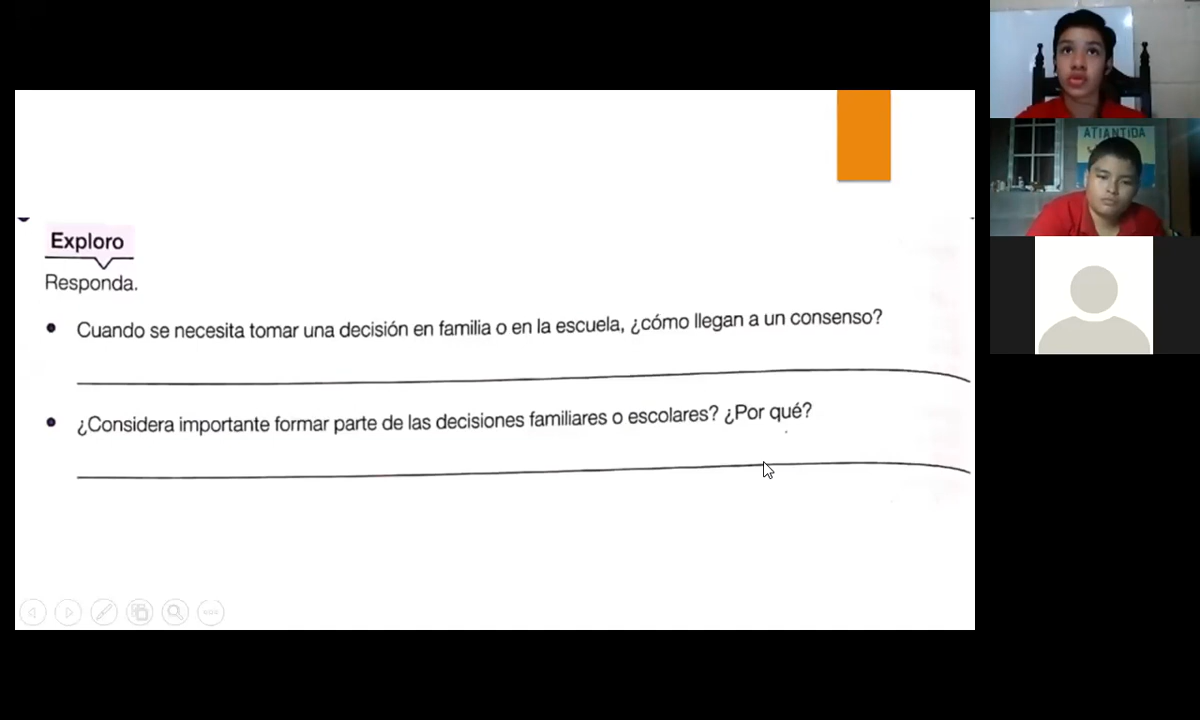 Exploro
Responda.
Cuando se necesita tomar una decisión en familia o en la escuela, ¿cómo llegan a un consenso?
¿Considera importante formar parte de las decisiones familiares o escolares? ¿Por qué?
ATLANTIDA